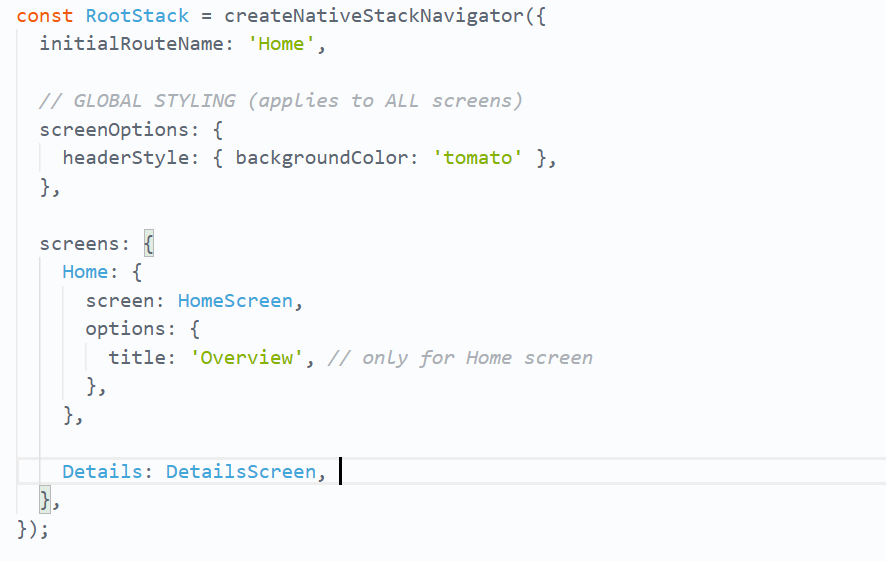 const RootStack = createNativeStackNavigator({
  initialRouteName: 'Home',

  // GLOBAL STYLING (applies to ALL screens)
  screenOptions: {
    headerStyle: { backgroundColor: 'tomato' },
  },

  screens: {
    Home: {
      screen: HomeScreen,
      options: {
        title: 'Overview', // only for Home screen
      },
    },

    Details: DetailsScreen,
  },
});